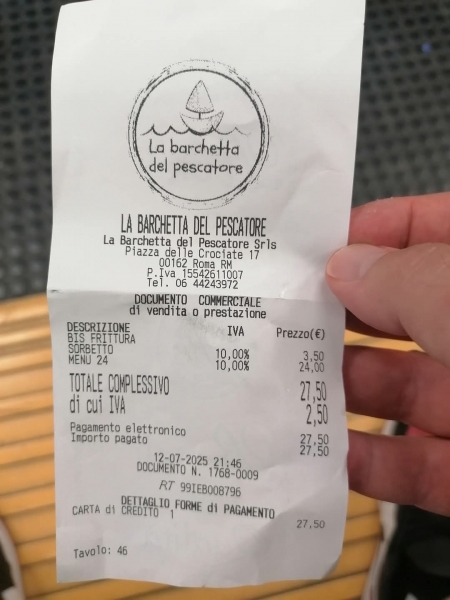 La barchetta
del pescatore
LA BARCHETTA DEL PESCATORE
La Barchetta del Pescatore Srls
Piazza delle Crociate 17
00162 Roma RM
P.Iva 15542611007
Tel. 06 44243972
DOCUMENTO COMMERCIALE
di vendita o prestazione
DESCRIZIONE IVA Prezzo(€)
BIS FRITTURA
SORBETTO 10,00% 3,50
MENU 24 10,00% 24,00
TOTALE COMPLESSIVO 27,50
di cui IVA 2,50
Pagamento elettronico 27,50
Importo pagato 27,50
12-07-2025 21:46
DOCUMENTO N. 1768-0009
RT 99IEB008796
DETTAGLIO FORME di PAGAMENTO
CARTA di CREDITO 1 27,50
Tavolo: 46